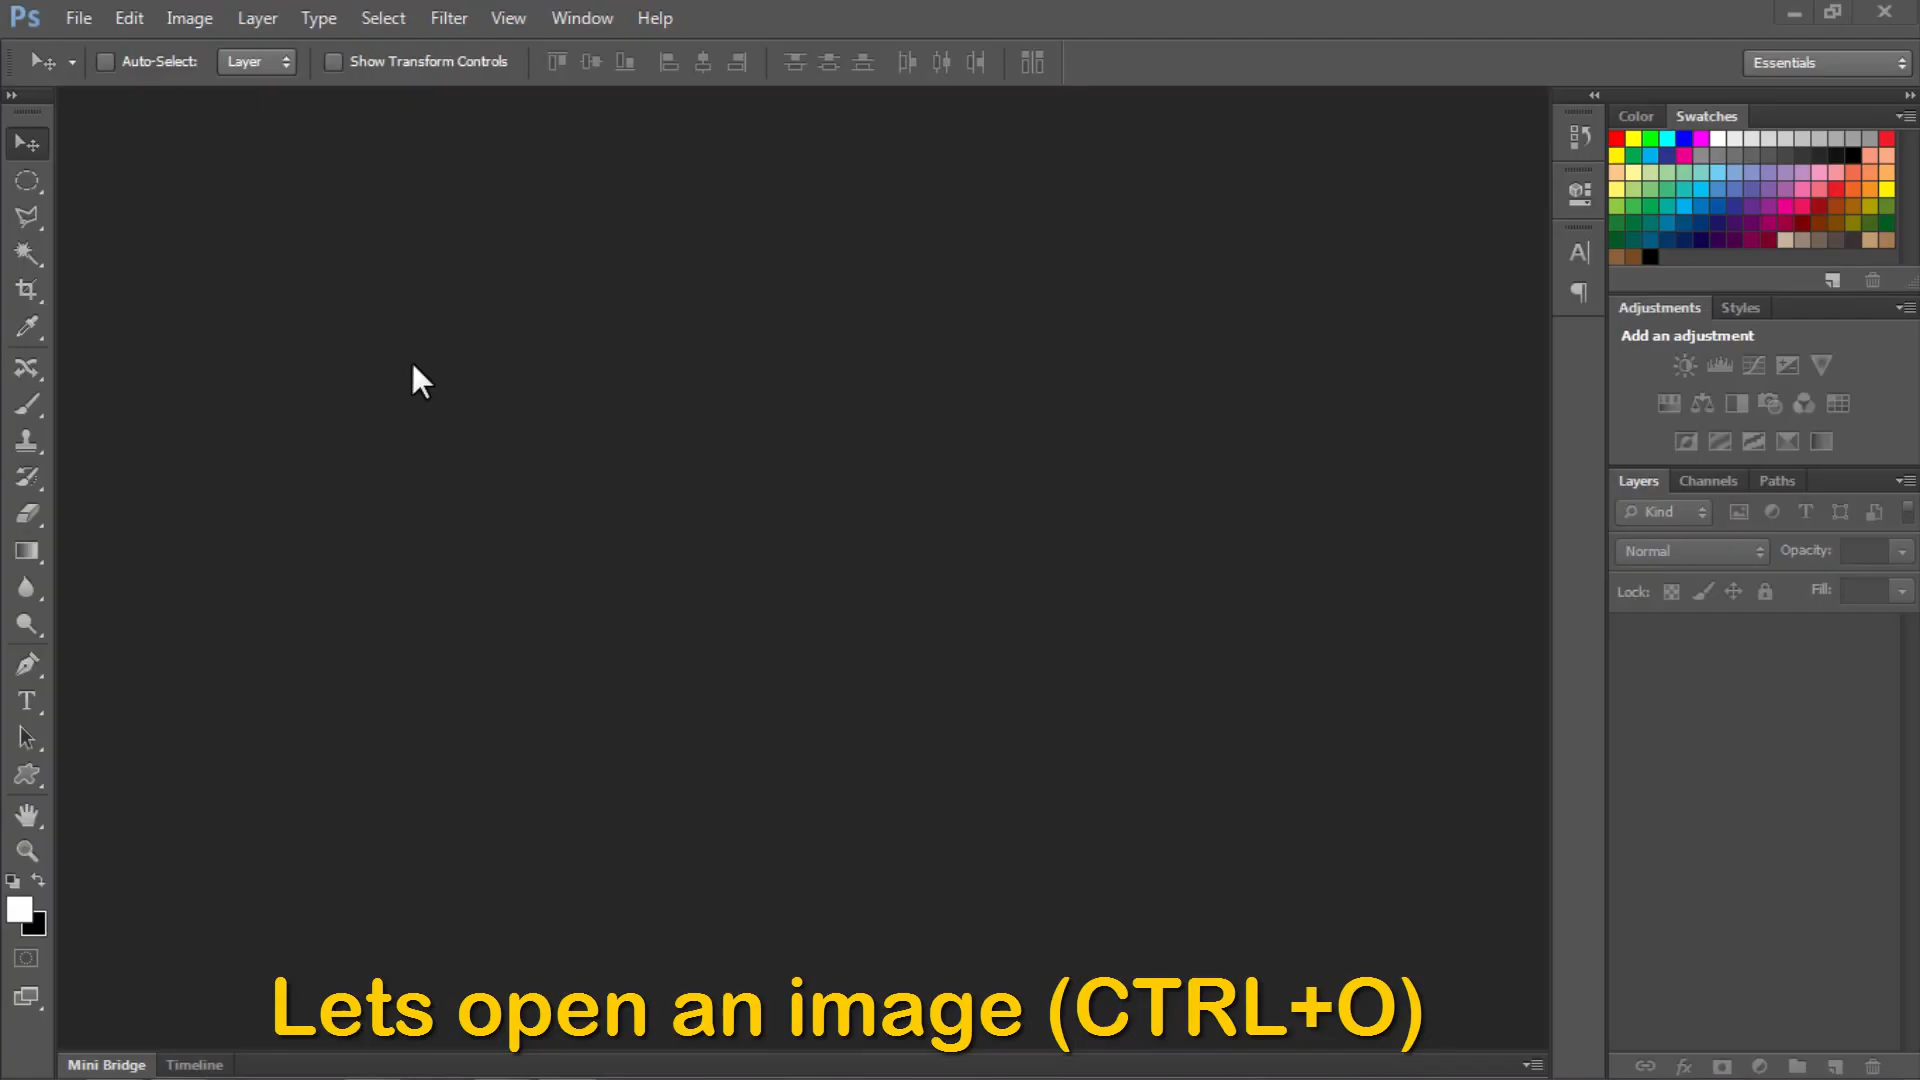 Ps File Edit Image Layer Type Select Filter View Window Help
Auto-Select: Layer Show Transform Controls Essentials
Color Swatches
Adjustments Styles
Add an adjustment
Layers Channels Paths
Kind
Normal Opacity:
Lock: Fill:
Lets open an image (CTRL+O)
Mini Bridge Timeline